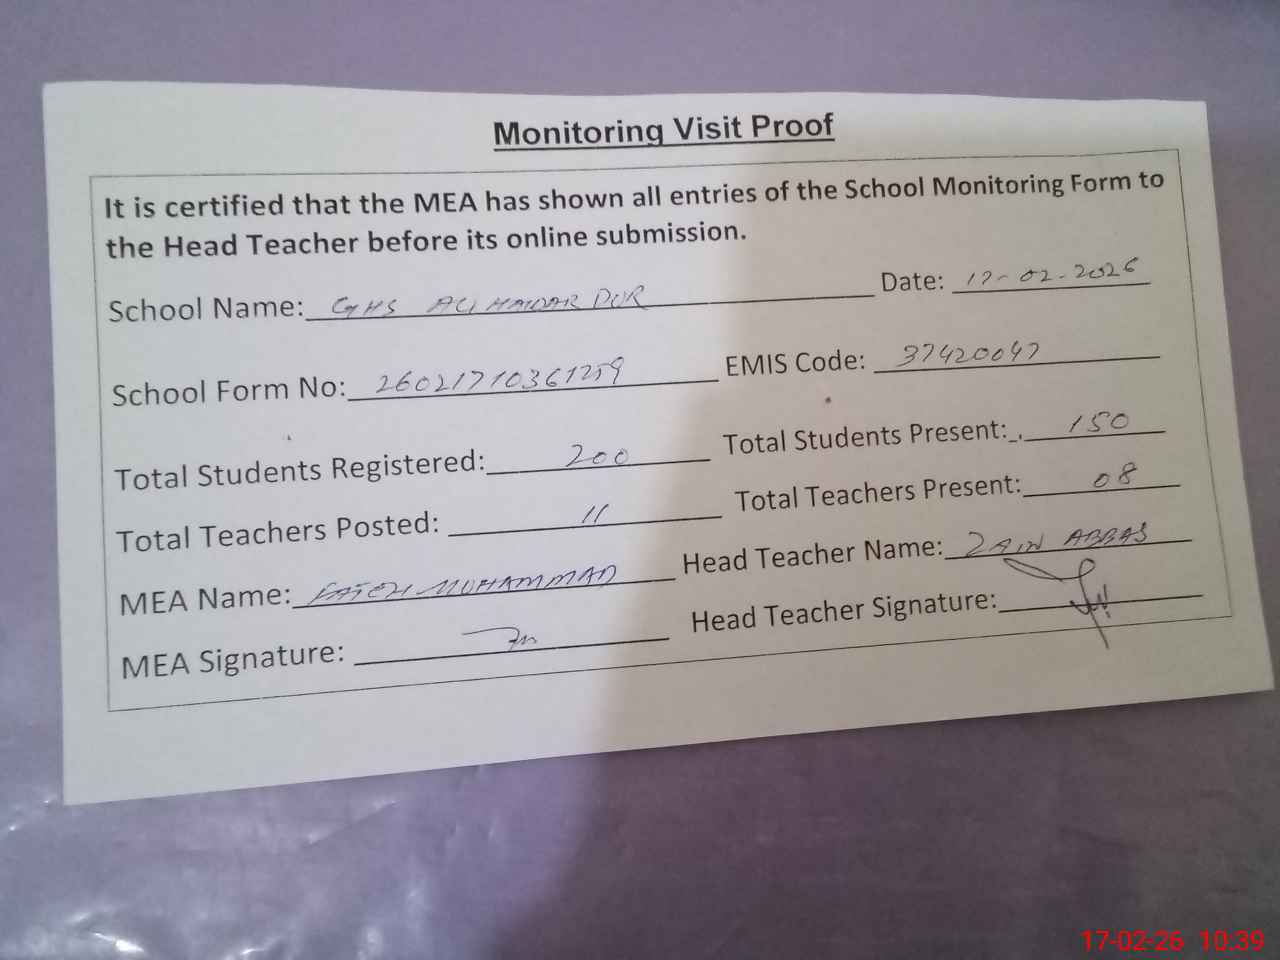 Monitoring Visit Proof
It is certified that the MEA has shown all entries of the School Monitoring Form to
the Head Teacher before its online submission.
School Name: GHS ALI HAIDAR PUR Date: 17-02-2026
School Form No: 26021710361259 EMIS Code: 37420047
Total Students Registered: 200 Total Students Present: 150
Total Teachers Posted: 11 Total Teachers Present: 08
MEA Name: FATEH MUHAMMAD Head Teacher Name: ZAIN ABBAS
MEA Signature: Head Teacher Signature:
17-02-26 10:39